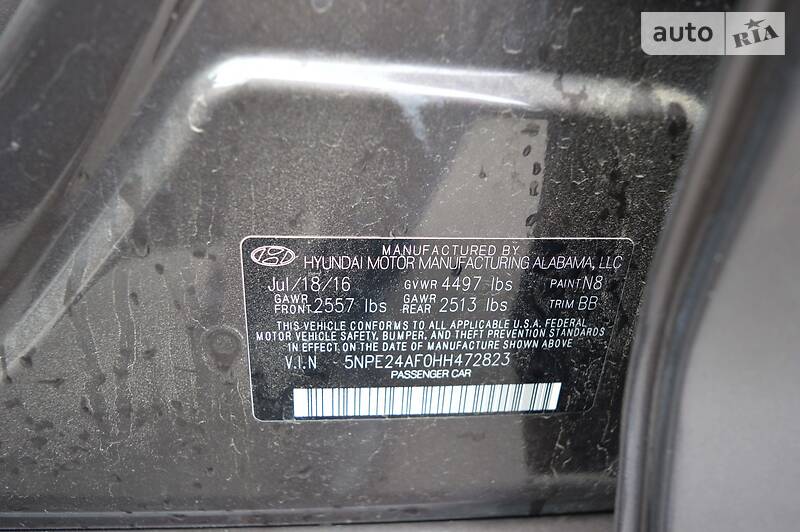 auto RIA
MANUFACTURED BY
HYUNDAI MOTOR MANUFACTURING ALABAMA, LLC
Jul/18/16 GVWR 4497 lbs PAINT N8
GAWR FRONT 2557 lbs GAWR REAR 2513 lbs TRIM BB
THIS VEHICLE CONFORMS TO ALL APPLICABLE U.S.A. FEDERAL
MOTOR VEHICLE SAFETY, BUMPER, AND THEFT PREVENTION STANDARDS
IN EFFECT ON THE DATE OF MANUFACTURE SHOWN ABOVE
V.I.N 5NPE24AF0HH472823
PASSENGER CAR